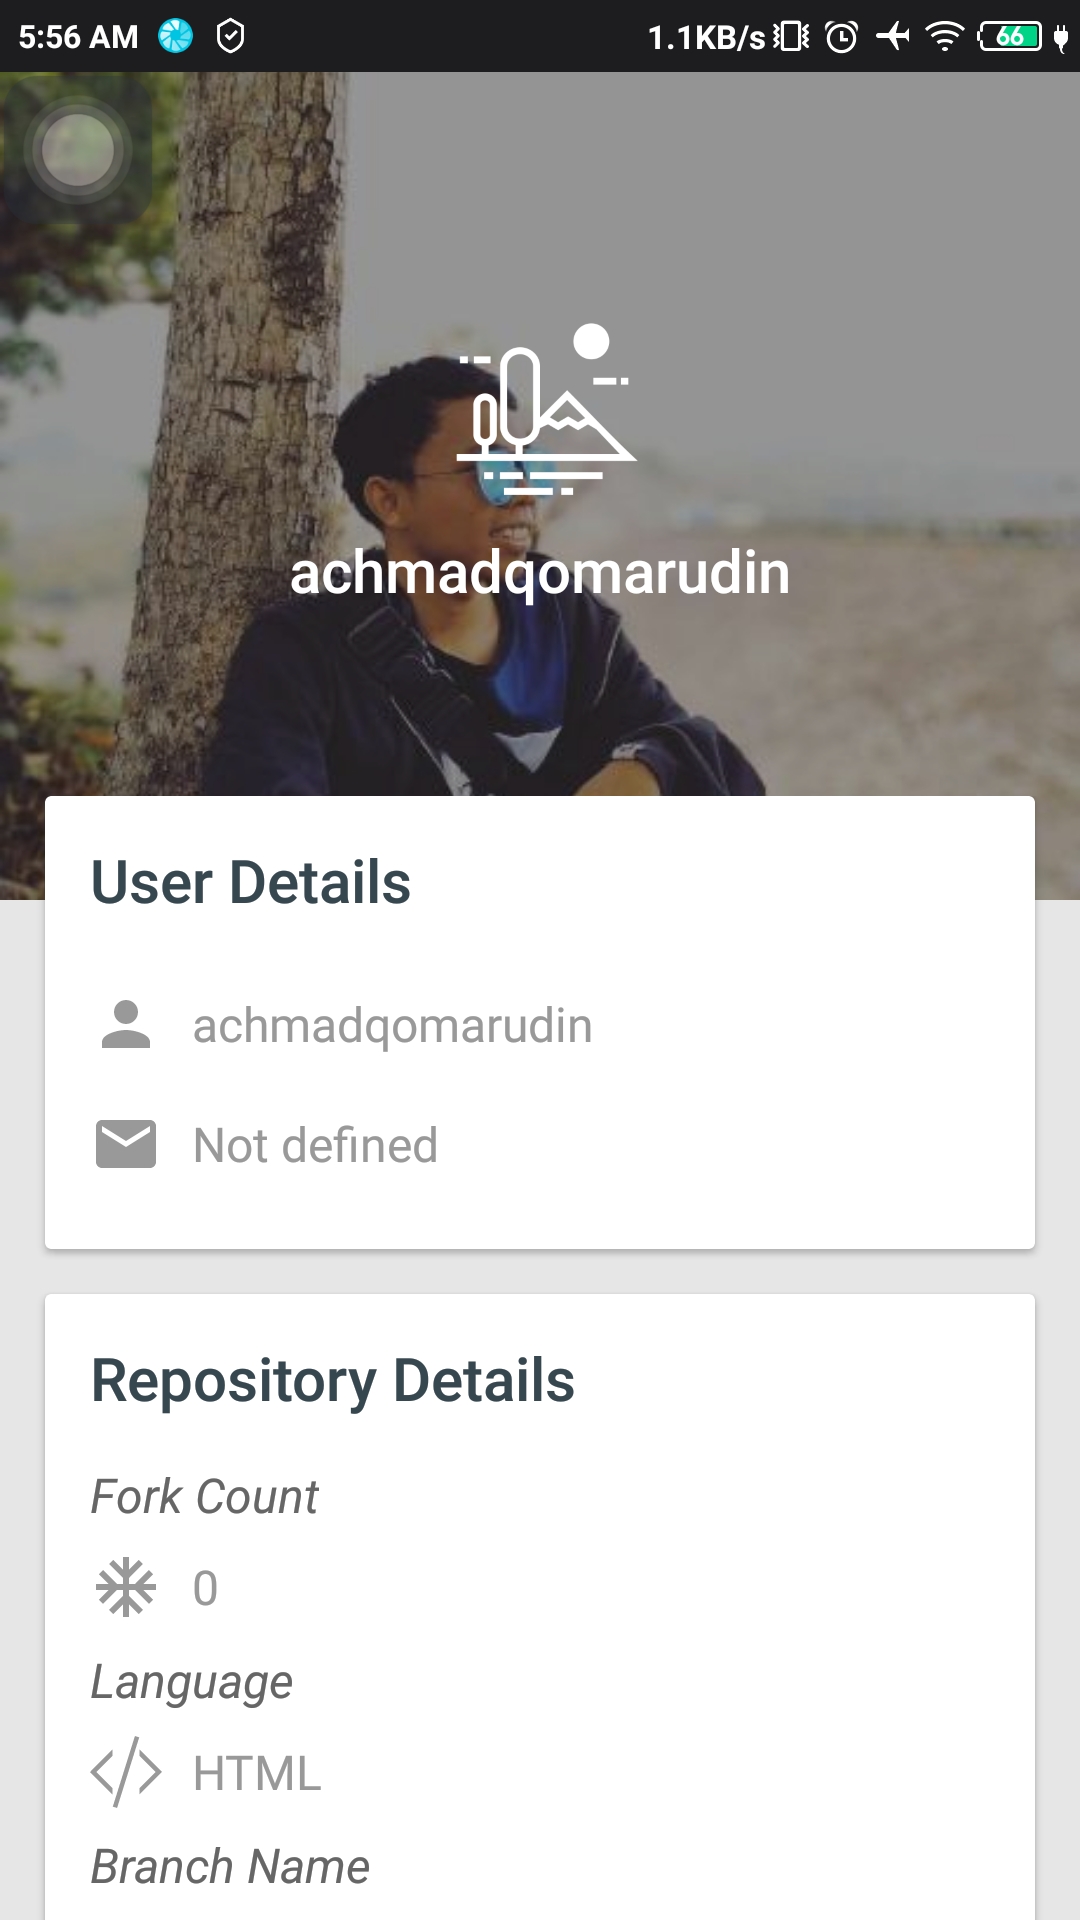 5:56 AM 1.1KB/s 66
achmadqomarudin
User Details
achmadqomarudin
Not defined
Repository Details
Fork Count
0
Language
HTML
Branch Name